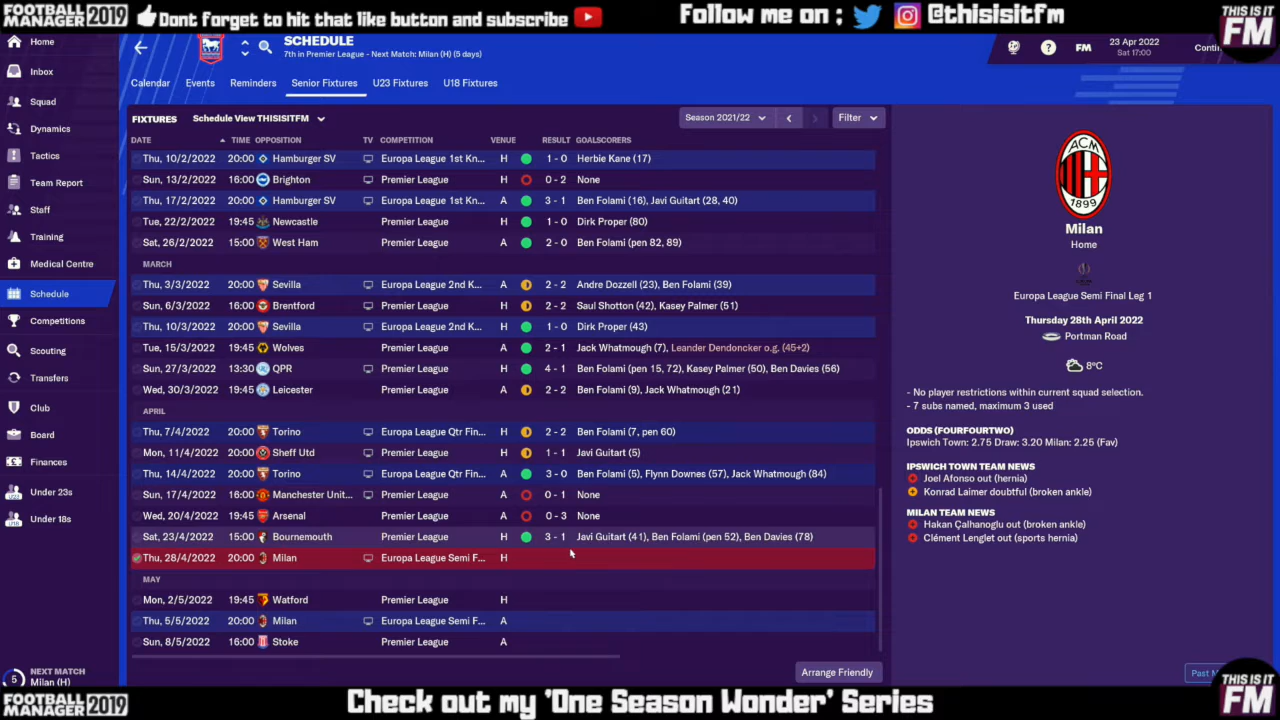 FOOTBALL MANAGER 2019
Dont forget to hit that like button and subscribe
Follow me on : @thisisitfm
THIS IS IT FM
Home
SCHEDULE
7th in Premier League - Next Match: Milan (H) (5 days)
? FM 23 Apr 2022 Sat 17:00 Contin
Inbox
Squad
Dynamics
Tactics
Team Report
Staff
Training
Medical Centre
Schedule
Competitions
Scouting
Transfers
Club
Board
Finances
Under 23s
Under 18s
Calendar Events Reminders Senior Fixtures U23 Fixtures U18 Fixtures
FIXTURES Schedule View THISISITFM Season 2021/22 Filter
DATE TIME OPPOSITION TV COMPETITION VENUE RESULT GOALSCORERS
Thu, 10/2/2022 20:00 Hamburger SV Europa League 1st Kn... H 1 - 0 Herbie Kane (17)
Sun, 13/2/2022 16:00 Brighton Premier League H 0 - 2 None
Thu, 17/2/2022 20:00 Hamburger SV Europa League 1st Kn... A 3 - 1 Ben Folami (16), Javi Guitart (28, 40)
Tue, 22/2/2022 19:45 Newcastle Premier League H 1 - 0 Dirk Proper (80)
Sat, 26/2/2022 15:00 West Ham Premier League A 2 - 0 Ben Folami (pen 82, 89)
MARCH
Thu, 3/3/2022 20:00 Sevilla Europa League 2nd K... A 2 - 2 Andre Dozzell (23), Ben Folami (39)
Sun, 6/3/2022 16:00 Brentford Premier League H 2 - 2 Saul Shotton (42), Kasey Palmer (51)
Thu, 10/3/2022 20:00 Sevilla Europa League 2nd K... H 1 - 0 Dirk Proper (43)
Tue, 15/3/2022 19:45 Wolves Premier League A 2 - 1 Jack Whatmough (7), Leander Dendoncker o.g. (45+2)
Sun, 27/3/2022 13:30 QPR Premier League H 4 - 1 Ben Folami (pen 15, 72), Kasey Palmer (50), Ben Davies (56)
Wed, 30/3/2022 19:45 Leicester Premier League A 2 - 2 Ben Folami (9), Jack Whatmough (21)
APRIL
Thu, 7/4/2022 20:00 Torino Europa League Qtr Fin... H 2 - 2 Ben Folami (7, pen 60)
Mon, 11/4/2022 20:00 Sheff Utd Premier League H 1 - 1 Javi Guitart (5)
Thu, 14/4/2022 20:00 Torino Europa League Qtr Fin... A 3 - 0 Ben Folami (5), Flynn Downes (57), Jack Whatmough (84)
Sun, 17/4/2022 16:00 Manchester Unit... Premier League A 0 - 1 None
Wed, 20/4/2022 19:45 Arsenal Premier League A 0 - 3 None
Sat, 23/4/2022 15:00 Bournemouth Premier League H 3 - 1 Javi Guitart (41), Ben Folami (pen 52), Ben Davies (78)
Thu, 28/4/2022 20:00 Milan Europa League Semi F... H
MAY
Mon, 2/5/2022 19:45 Watford Premier League H
Thu, 5/5/2022 20:00 Milan Europa League Semi F... A
Sun, 8/5/2022 16:00 Stoke Premier League A
Arrange Friendly
ACM
1899
Milan
Home
Europa League Semi Final Leg 1
Thursday 28th April 2022
Portman Road
8°C
- No player restrictions within current squad selection.
- 7 subs named, maximum 3 used
ODDS (FOURFOURTWO)
Ipswich Town: 2.75 Draw: 3.20 Milan: 2.25 (Fav)
IPSWICH TOWN TEAM NEWS
Joel Afonso out (hernia)
Konrad Laimer doubtful (broken ankle)
MILAN TEAM NEWS
Hakan Çalhanoglu out (broken ankle)
Clément Lenglet out (sports hernia)
Past M
5 NEXT MATCH
Milan (H)
FOOTBALL MANAGER 2019
Check out my 'One Season Wonder' Series
THIS IS IT FM